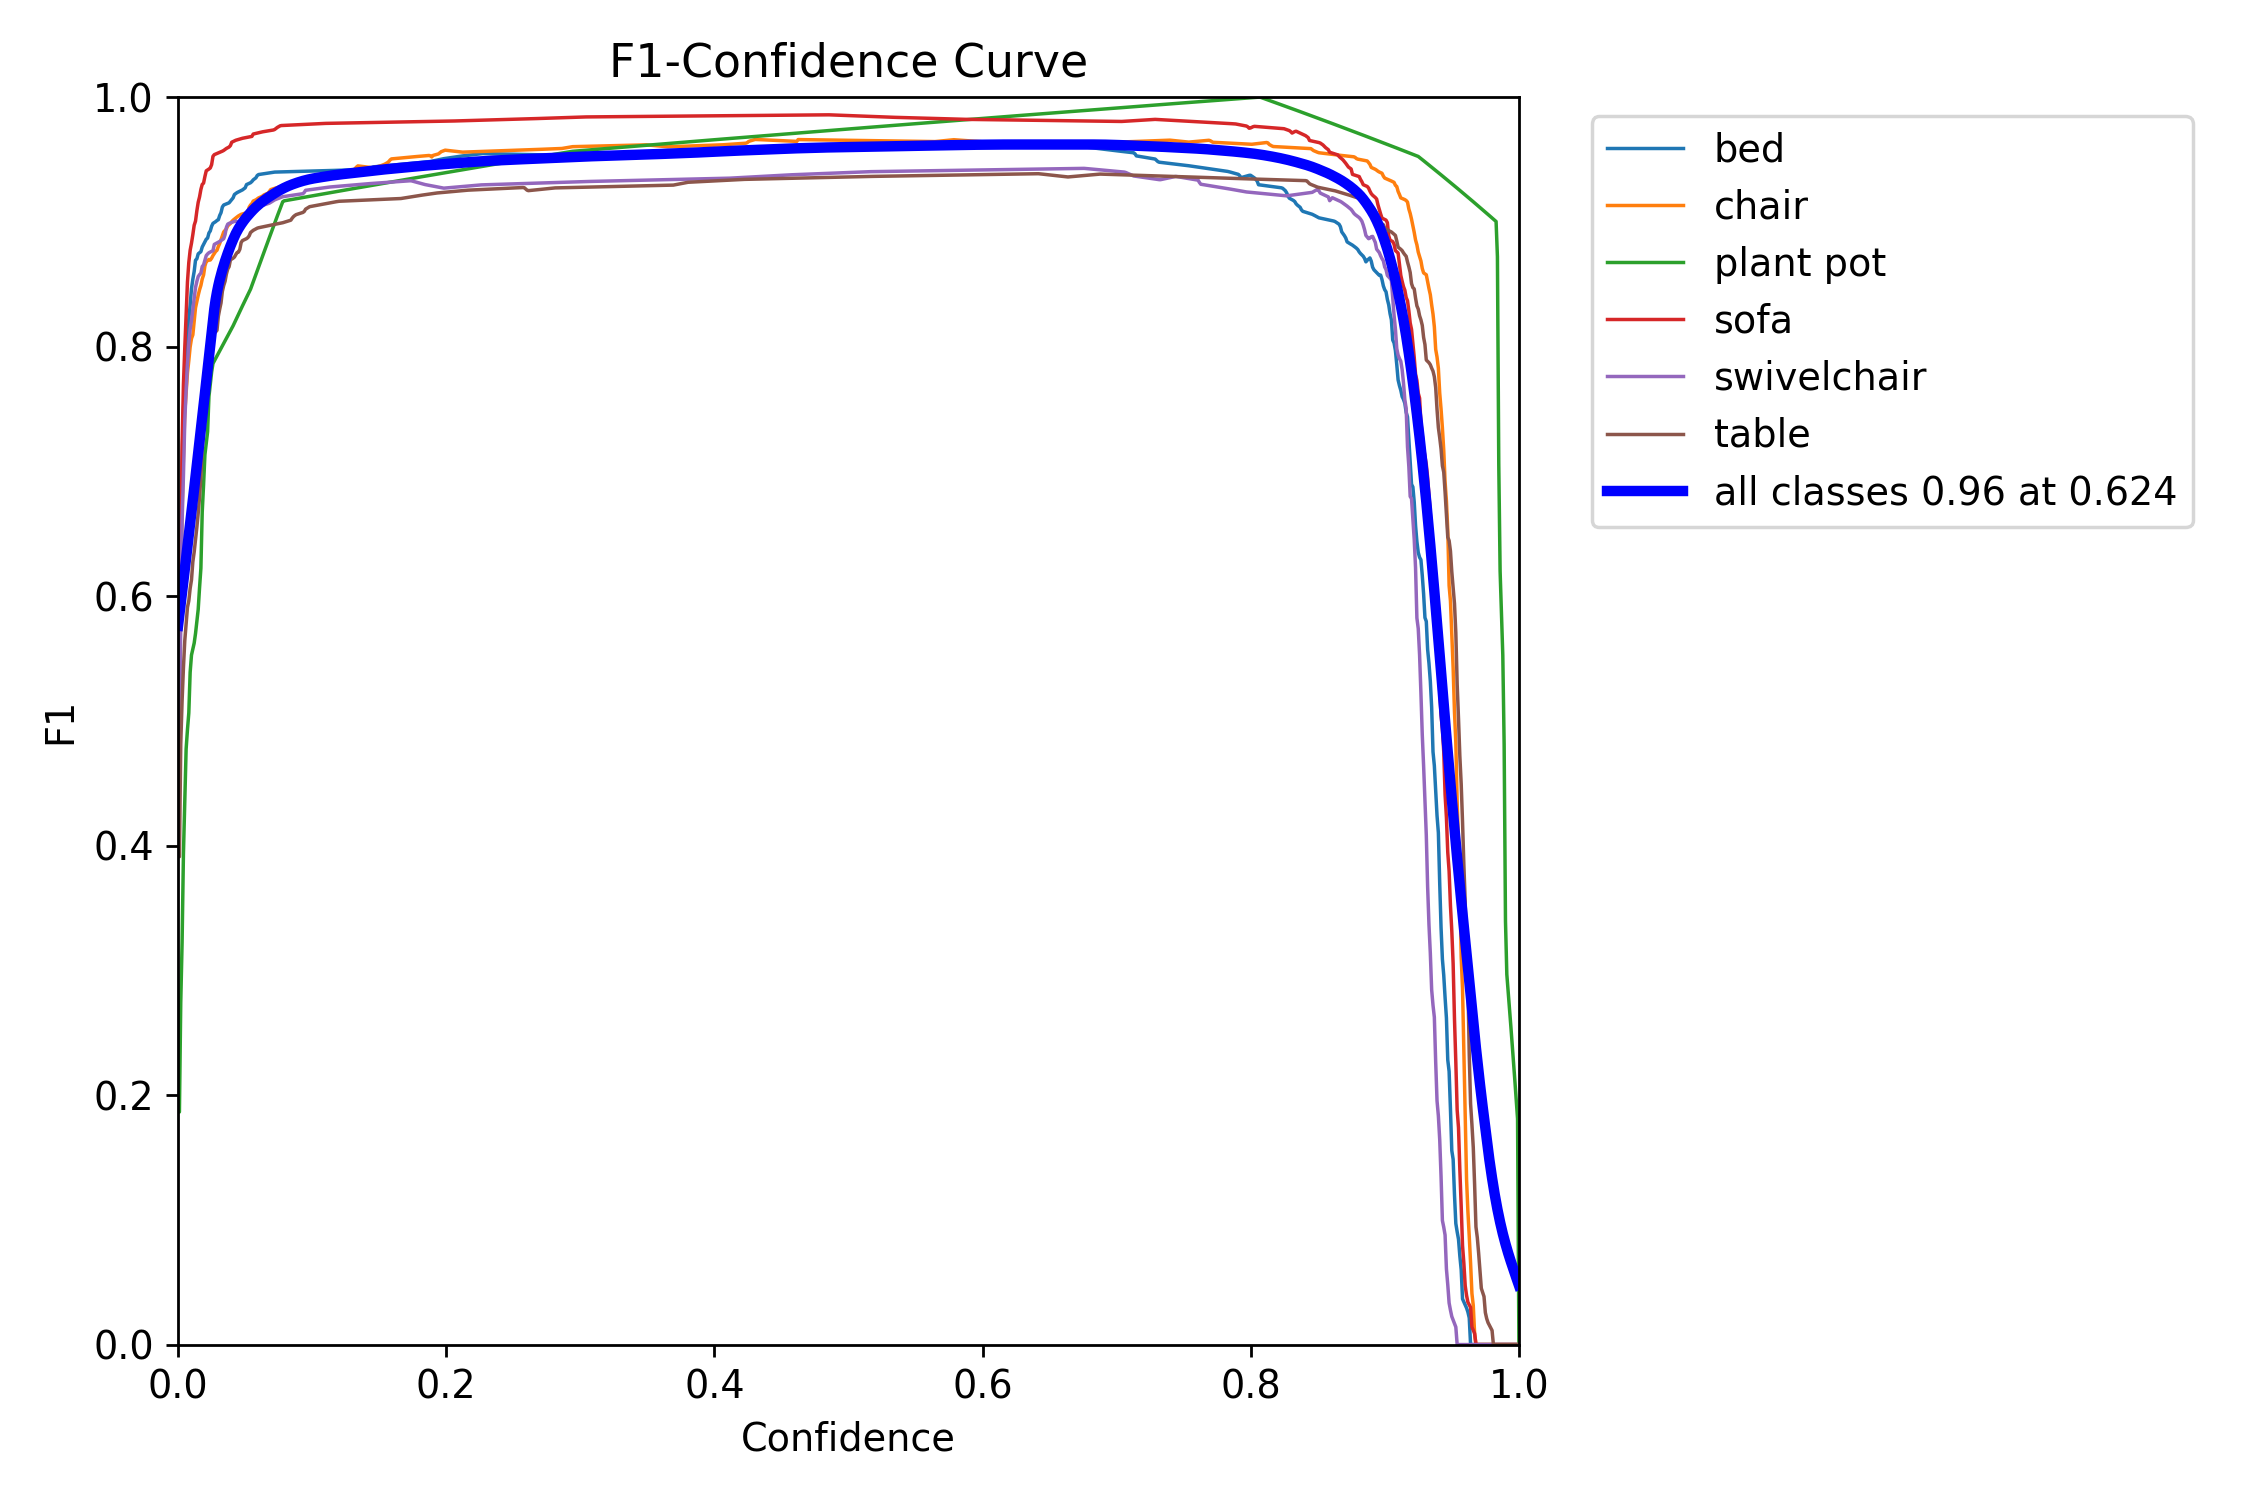 F1-Confidence Curve
1.0
0.8
0.6
0.4
0.2
0.0
F1
0.0 0.2 0.4 0.6 0.8 1.0
Confidence
bed
chair
plant pot
sofa
swivelchair
table
all classes 0.96 at 0.624